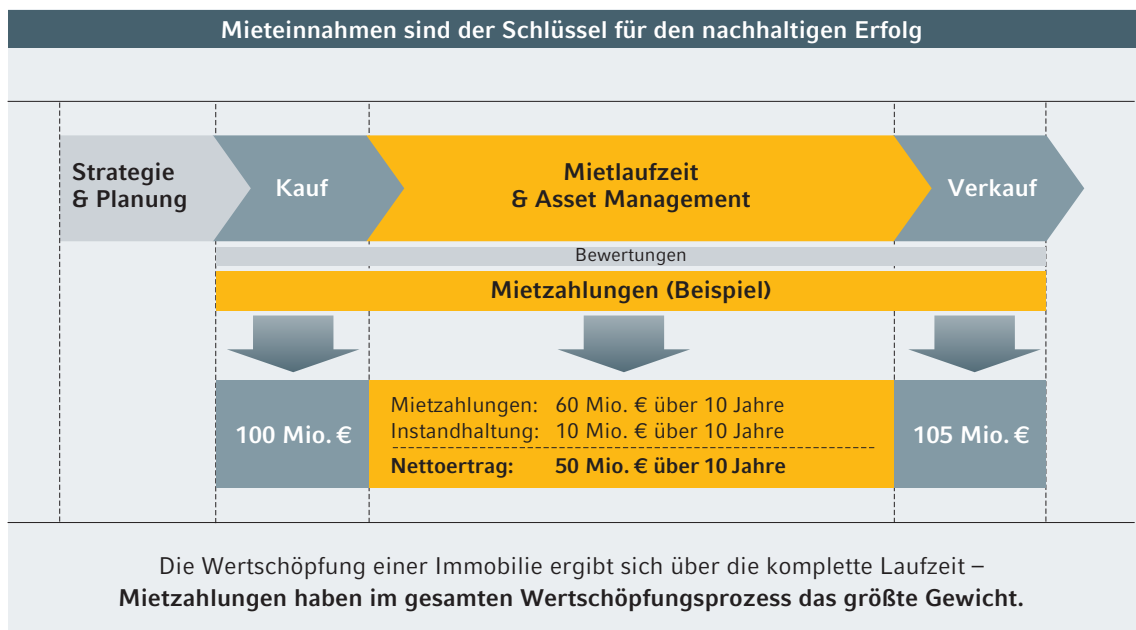 Mieteinnahmen sind der Schlüssel für den nachhaltigen Erfolg
Strategie
& Planung
Kauf
Mietlaufzeit
& Asset Management
Verkauf
Bewertungen
Mietzahlungen (Beispiel)
100 Mio. €
Mietzahlungen: 60 Mio. € über 10 Jahre
Instandhaltung: 10 Mio. € über 10 Jahre
Nettoertrag: 50 Mio. € über 10 Jahre
105 Mio. €
Die Wertschöpfung einer Immobilie ergibt sich über die komplette Laufzeit –
Mietzahlungen haben im gesamten Wertschöpfungsprozess das größte Gewicht.